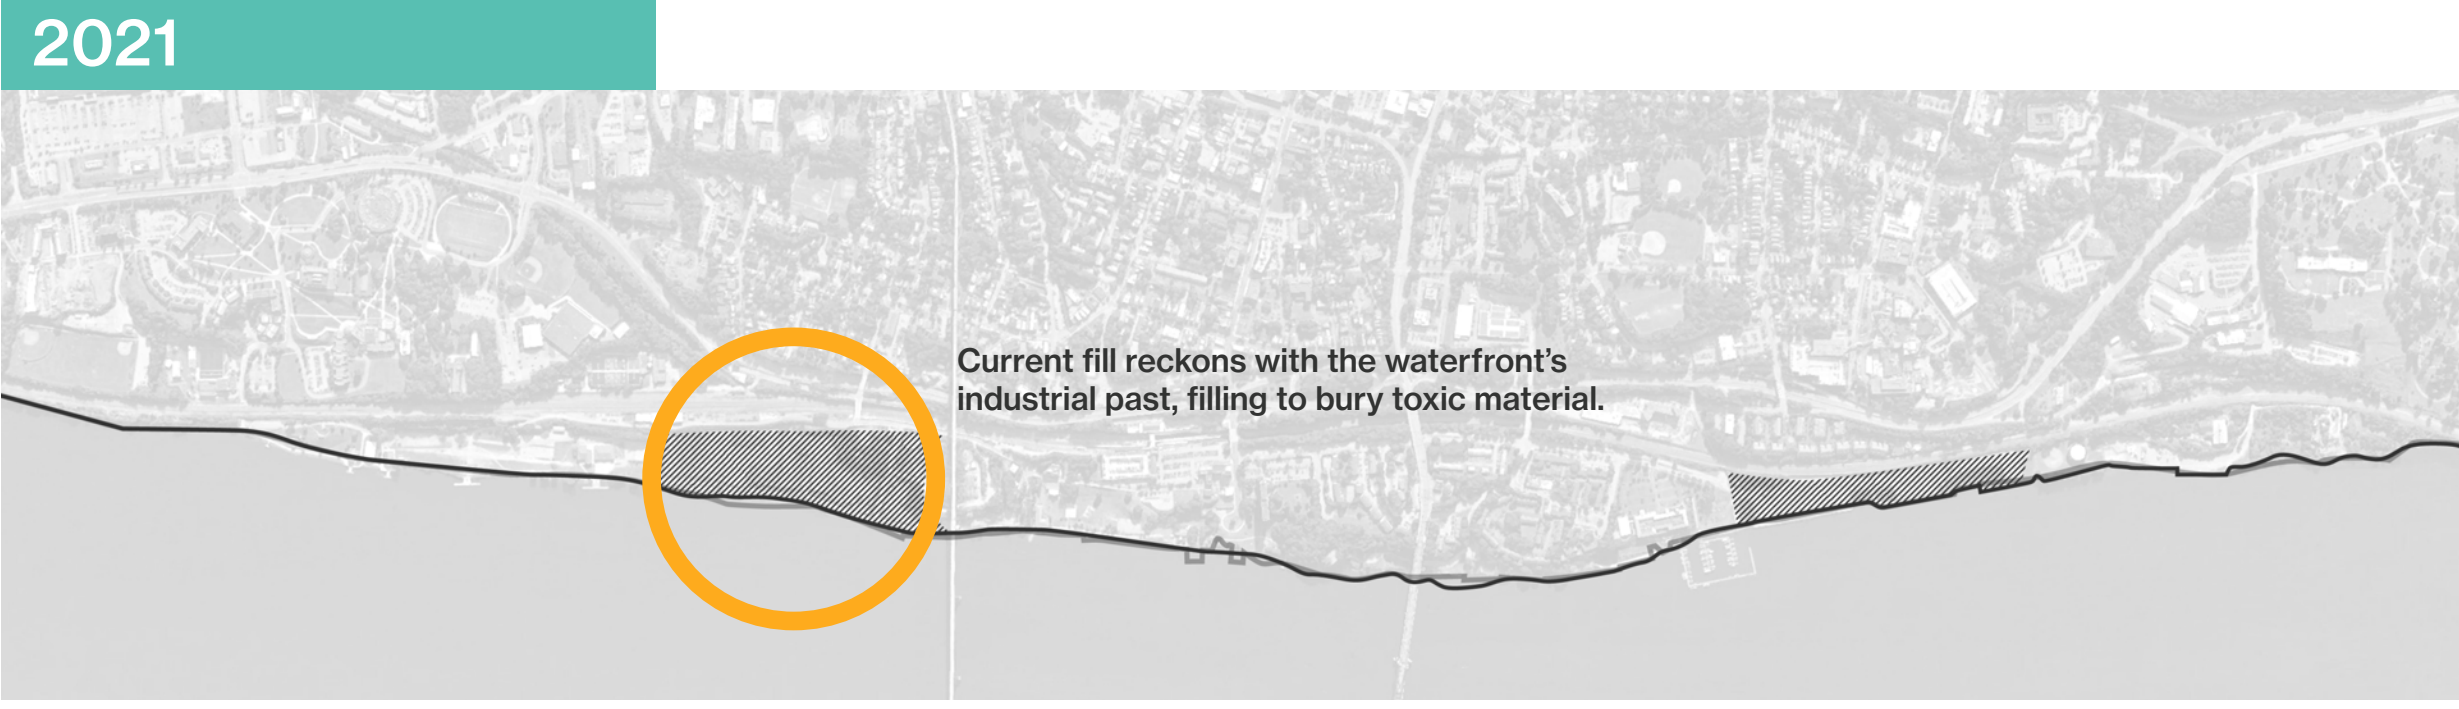 2021
Current fill reckons with the waterfront’s
industrial past, filling to bury toxic material.